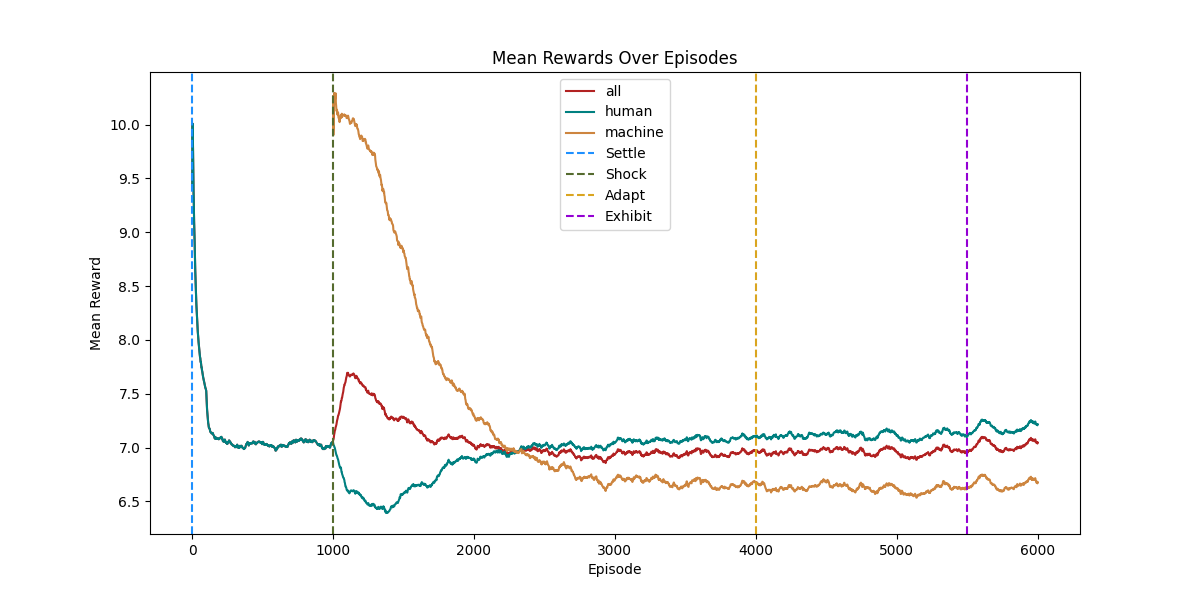 Mean Rewards Over Episodes
all
human
machine
Settle
Shock
Adapt
Exhibit
Mean Reward
10.0
9.5
9.0
8.5
8.0
7.5
7.0
6.5
0 1000 2000 3000 4000 5000 6000
Episode